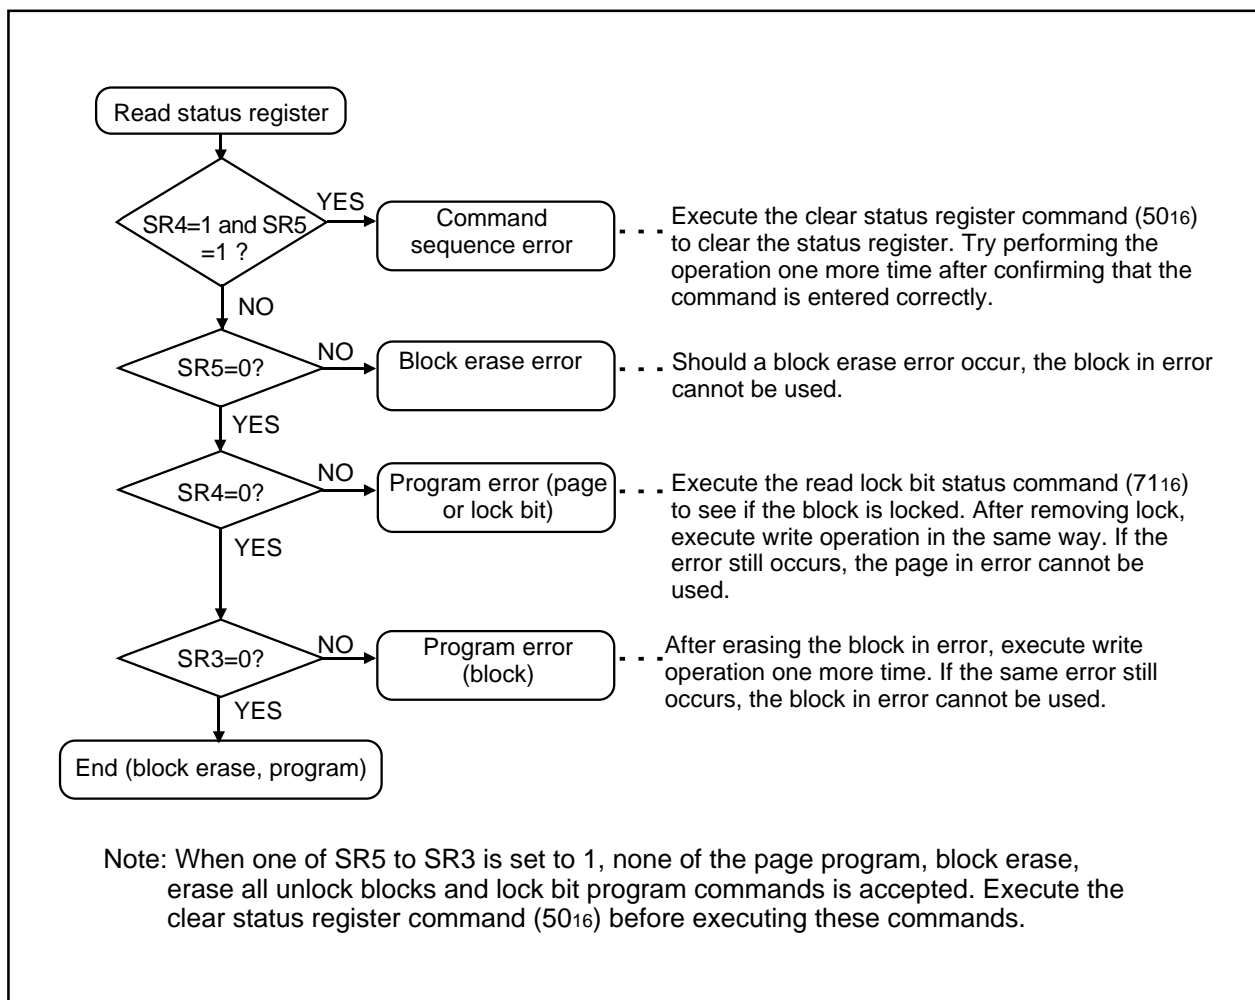 Read status register
SR4=1 and SR5
=1 ?
YES
Command
sequence error
Execute the clear status register command (5016)
to clear the status register. Try performing the
operation one more time after confirming that the
command is entered correctly.
NO
SR5=0?
NO
Block erase error
Should a block erase error occur, the block in error
cannot be used.
YES
SR4=0?
NO
Program error (page
or lock bit)
Execute the read lock bit status command (7116)
to see if the block is locked. After removing lock,
execute write operation in the same way. If the
error still occurs, the page in error cannot be
used.
YES
SR3=0?
NO
Program error
(block)
After erasing the block in error, execute write
operation one more time. If the same error still
occurs, the block in error cannot be used.
YES
End (block erase, program)
Note: When one of SR5 to SR3 is set to 1, none of the page program, block erase,
erase all unlock blocks and lock bit program commands is accepted. Execute the
clear status register command (5016) before executing these commands.